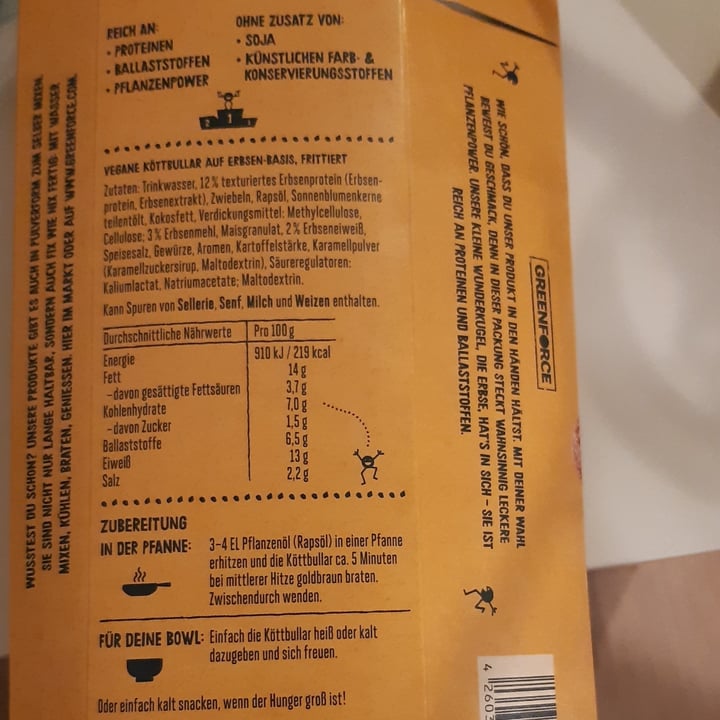 REICH AN:
• PROTEINEN
• BALLASTSTOFFEN
• PFLANZENPOWER
OHNE ZUSATZ VON:
• SOJA
• KÜNSTLICHEN FARB- &
KONSERVIERUNGSSTOFFEN
2 1 3
VEGANE KÖTTBULLAR AUF ERBSEN-BASIS, FRITTIERT
Zutaten: Trinkwasser, 12% texturiertes Erbsenprotein (Erbsen-
protein, Erbsenextrakt), Zwiebeln, Rapsöl, Sonnenblumenkerne
teilentölt, Kokosfett, Verdickungsmittel: Methylcellulose,
Cellulose; 3% Erbsenmehl, Maisgranulat, 2% Erbseneiweiß,
Speisesalz, Gewürze, Aromen, Kartoffelstärke, Karamellpulver
(Karamellzuckersirup, Maltodextrin), Säureregulatoren:
Kaliumlactat, Natriumacetate; Maltodextrin.
Kann Spuren von Sellerie, Senf, Milch und Weizen enthalten.
Durchschnittliche Nährwerte Pro 100 g
Energie 910 kJ / 219 kcal
Fett 14 g
-davon gesättigte Fettsäuren 3,7 g
Kohlenhydrate 7,0 g
-davon Zucker 1,5 g
Ballaststoffe 6,5 g
Eiweiß 13 g
Salz 2,2 g
ZUBEREITUNG
IN DER PFANNE: 3-4 EL Pflanzenöl (Rapsöl) in einer Pfanne
erhitzen und die Köttbullar ca. 5 Minuten
bei mittlerer Hitze goldbraun braten.
Zwischendurch wenden.
FÜR DEINE BOWL: Einfach die Köttbullar heiß oder kalt
dazugeben und sich freuen.
Oder einfach kalt snacken, wenn der Hunger groß ist!
WUSSTEST DU SCHON? UNSERE PRODUKTE GIBT ES AUCH IN PULVERFORM ZUM SELBER MIXEN.
SIE SIND NICHT NUR LANGE HALTBAR, SONDERN AUCH FIX WIE NIX FERTIG: MIT WASSER
MIXEN, KÜHLEN, BRATEN, GENIESSEN. HIER IM MARKT ODER AUF WWW.GREENFORCE.COM.
GREENFORCE
WIE SCHÖN, DASS DU UNSER PRODUKT IN DEN HÄNDEN HÄLTST. MIT DEINER WAHL
BEWEIST DU GESCHMACK, DENN IN DIESER PACKUNG STECKT WAHNSINNIG LECKERE
PFLANZENPOWER. UNSERE KLEINE WUNDERKUGEL, DIE ERBSE, HAT'S IN SICH – SIE IST
REICH AN PROTEINEN UND BALLASTSTOFFEN.
4 2603